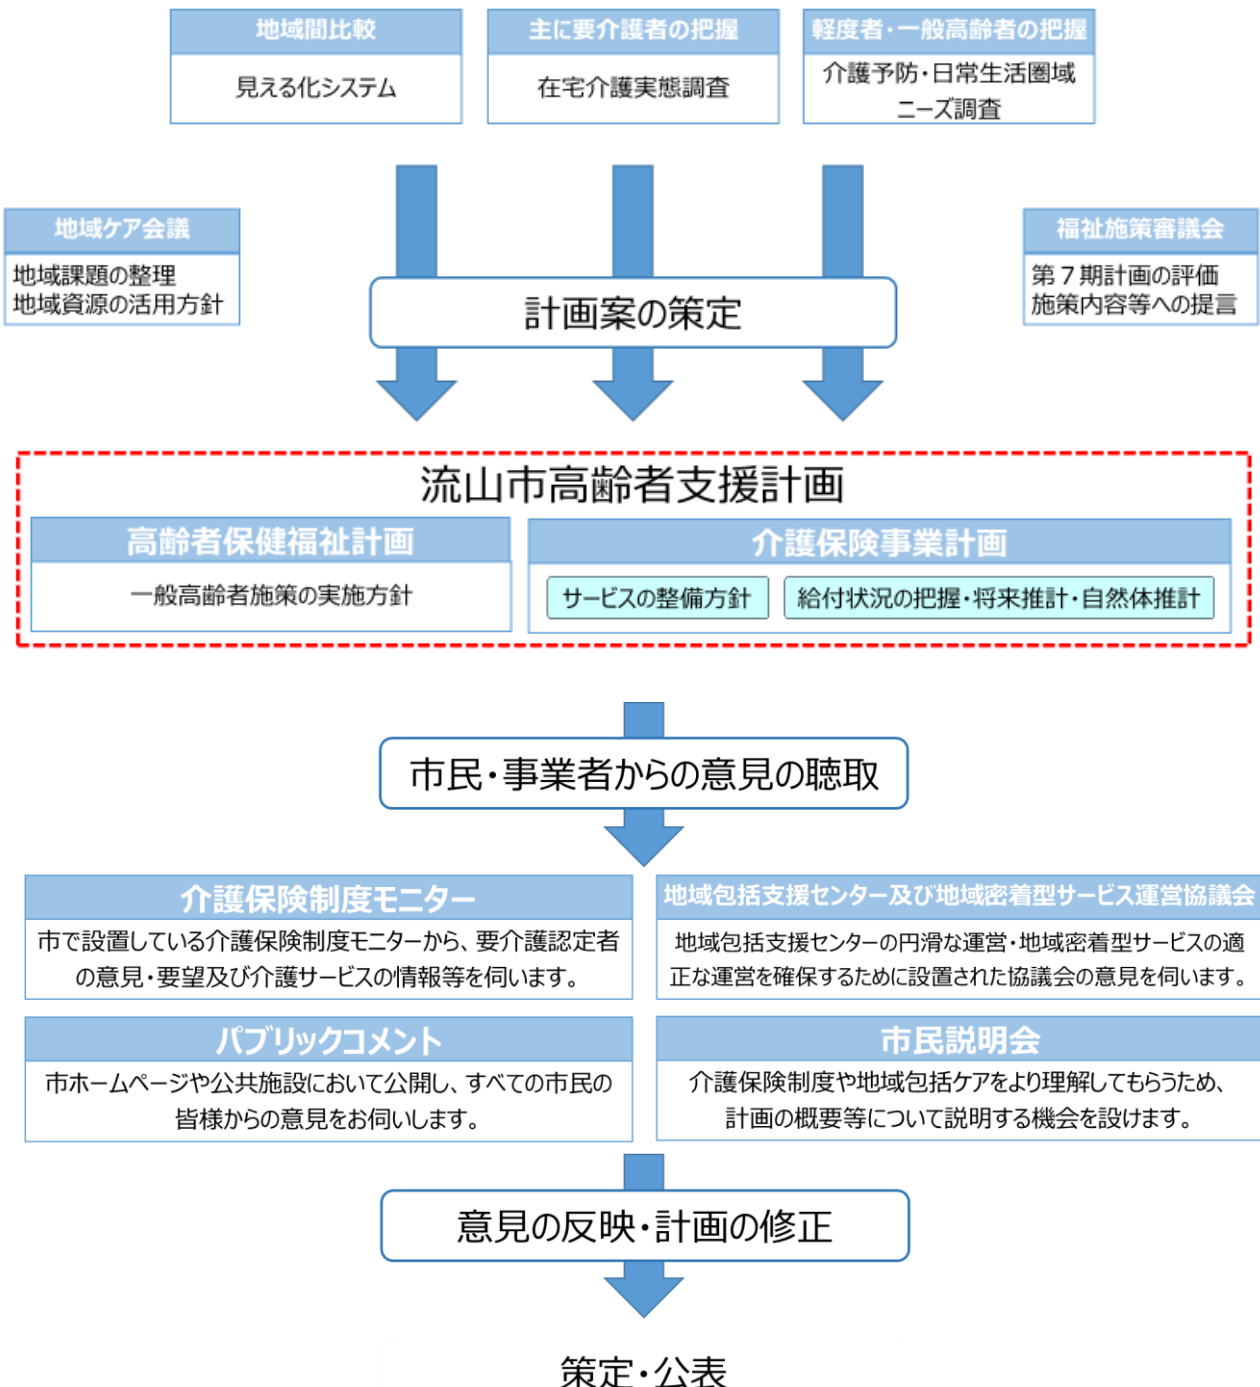 地域間比較
見える化システム
主に要介護者の把握
在宅介護実態調査
軽度者・一般高齢者の把握
介護予防・日常生活圏域
ニーズ調査
地域ケア会議
地域課題の整理
地域資源の活用方針
福祉施策審議会
第７期計画の評価
施策内容等への提言
計画案の策定
流山市高齢者支援計画
高齢者保健福祉計画
一般高齢者施策の実施方針
介護保険事業計画
サービスの整備方針
給付状況の把握・将来推計・自然体推計
市民・事業者からの意見の聴取
介護保険制度モニター
市で設置している介護保険制度モニターから、要介護認定者
の意見・要望及び介護サービスの情報等を伺います。
地域包括支援センター及び地域密着型サービス運営協議会
地域包括支援センターの円滑な運営・地域密着型サービスの適
正な運営を確保するために設置された協議会の意見を伺います。
パブリックコメント
市ホームページや公共施設において公開し、すべての市民の
皆様からの意見をお伺いします。
市民説明会
介護保険制度や地域包括ケアをより理解してもらうため、
計画の概要等について説明する機会を設けます。
意見の反映・計画の修正
策定・公表